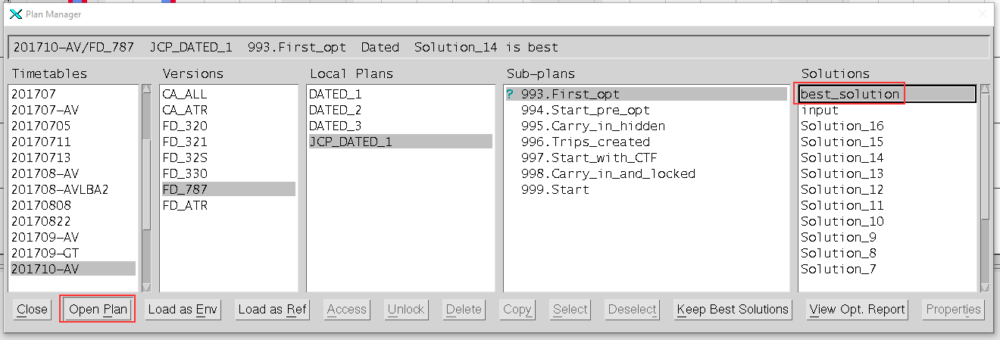 Plan Manager
201710-AV/FD_787 JCP_DATED_1 993.First_opt Dated Solution_14 is best
Timetables
201707
201707-AV
20170705
20170711
20170713
201708-AV
201708-AVLBA2
20170808
20170822
201709-AV
201709-GT
201710-AV
Versions
CA_ALL
CA_ATR
FD_320
FD_321
FD_32S
FD_330
FD_787
FD_ATR
Local Plans
DATED_1
DATED_2
DATED_3
JCP_DATED_1
Sub-plans
? 993.First_opt
994.Start_pre_opt
995.Carry_in_hidden
996.Trips_created
997.Start_with_CTF
998.Carry_in_and_locked
999.Start
Solutions
best_solution
input
Solution_16
Solution_15
Solution_14
Solution_13
Solution_12
Solution_11
Solution_10
Solution_9
Solution_8
Solution_7
Close Open Plan Load as Env Load as Ref Access Unlock Delete Copy Select Deselect Keep Best Solutions View Opt. Report Properties